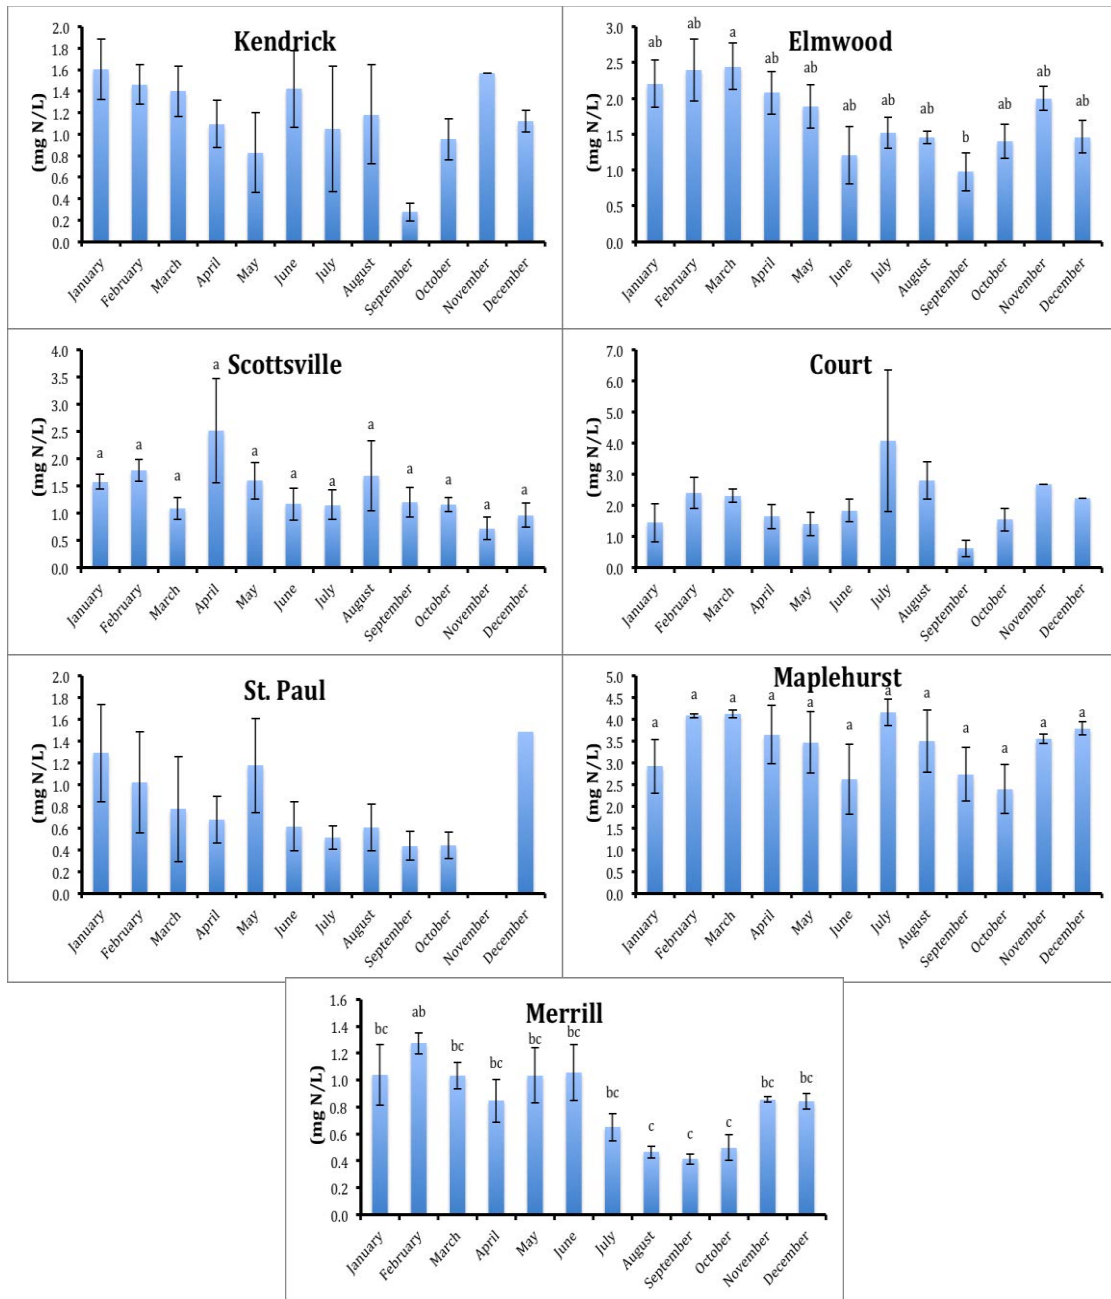 Kendrick
(mg N/L)
2.0
1.8
1.6
1.4
1.2
1.0
0.8
0.6
0.4
0.2
0.0
January February March April May June July August September October November December
Elmwood
(mg N/L)
3.0
2.5
2.0
1.5
1.0
0.5
0.0
ab ab a ab ab ab ab ab b ab ab ab
January February March April May June July August September October November December
Scottsville
(mg N/L)
4.0
3.5
3.0
2.5
2.0
1.5
1.0
0.5
0.0
a a a a a a a a a a a a
January February March April May June July August September October November December
Court
(mg N/L)
7.0
6.0
5.0
4.0
3.0
2.0
1.0
0.0
January February March April May June July August September October November December
St. Paul
(mg N/L)
2.0
1.8
1.6
1.4
1.2
1.0
0.8
0.6
0.4
0.2
0.0
January February March April May June July August September October November December
Maplehurst
(mg N/L)
5.0
4.5
4.0
3.5
3.0
2.5
2.0
1.5
1.0
0.5
0.0
a a a a a a a a a a a a
January February March April May June July August September October November December
Merrill
(mg N/L)
1.6
1.4
1.2
1.0
0.8
0.6
0.4
0.2
0.0
bc ab bc bc bc bc bc c c c bc bc
January February March April May June July August September October November December